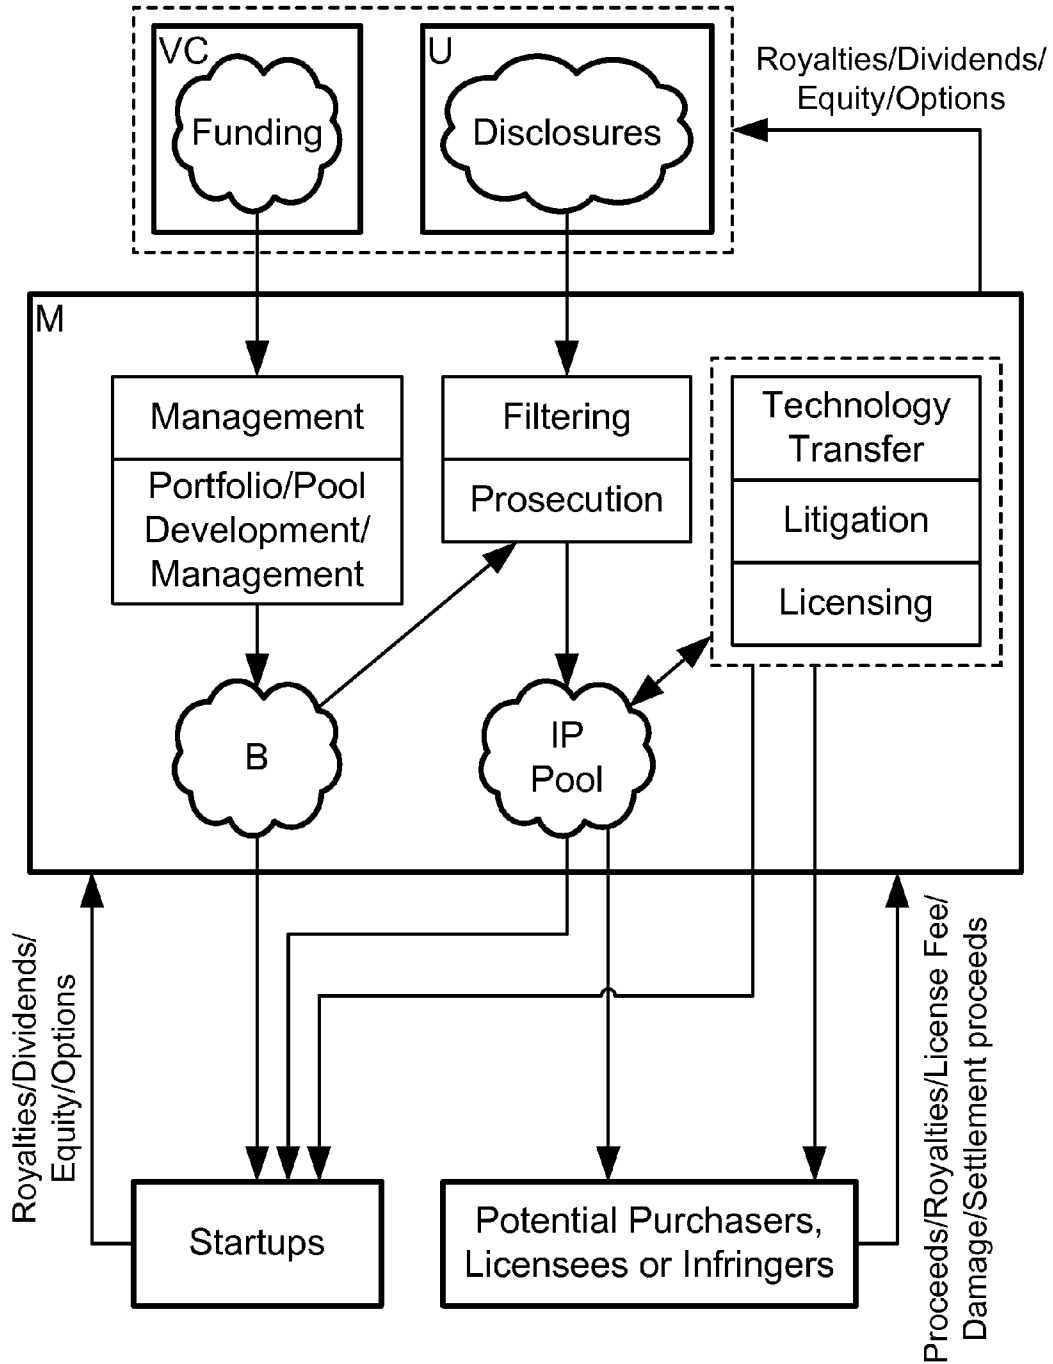 VC
Funding
U
Disclosures
Royalties/Dividends/
Equity/Options
M
Management
Portfolio/Pool
Development/
Management
Filtering
Prosecution
Technology
Transfer
Litigation
Licensing
B
IP
Pool
Royalties/Dividends/
Equity/Options
Proceeds/Royalties/License Fee/
Damage/Settlement proceeds
Startups
Potential Purchasers,
Licensees or Infringers